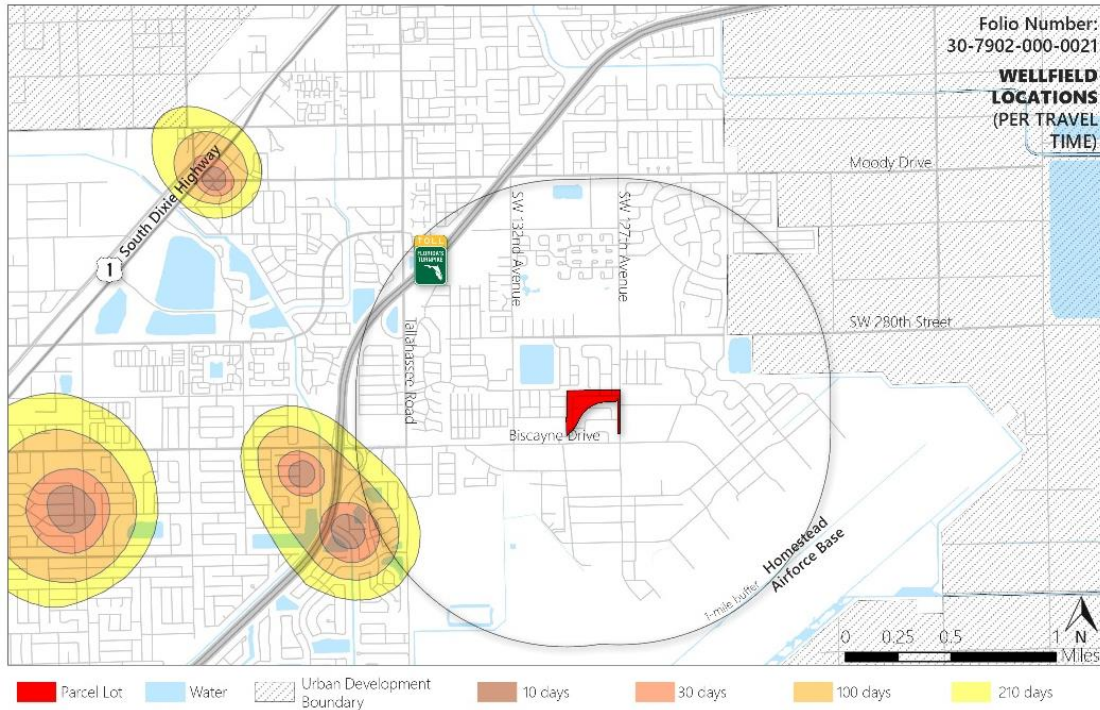 Folio Number:
30-7902-000-0021
WELLFIELD
LOCATIONS
(PER TRAVEL
TIME)
Moody Drive
South Dixie Highway
1
TOLL
FLORIDA'S
TURNPIKE
SW 132nd Avenue
SW 127th Avenue
Tallahassee Road
SW 280th Street
Biscayne Drive
Homestead
Airforce Base
1-mile buffer
N
0 0.25 0.5 1
Miles
Parcel Lot
Water
Urban Development
Boundary
10 days
30 days
100 days
210 days